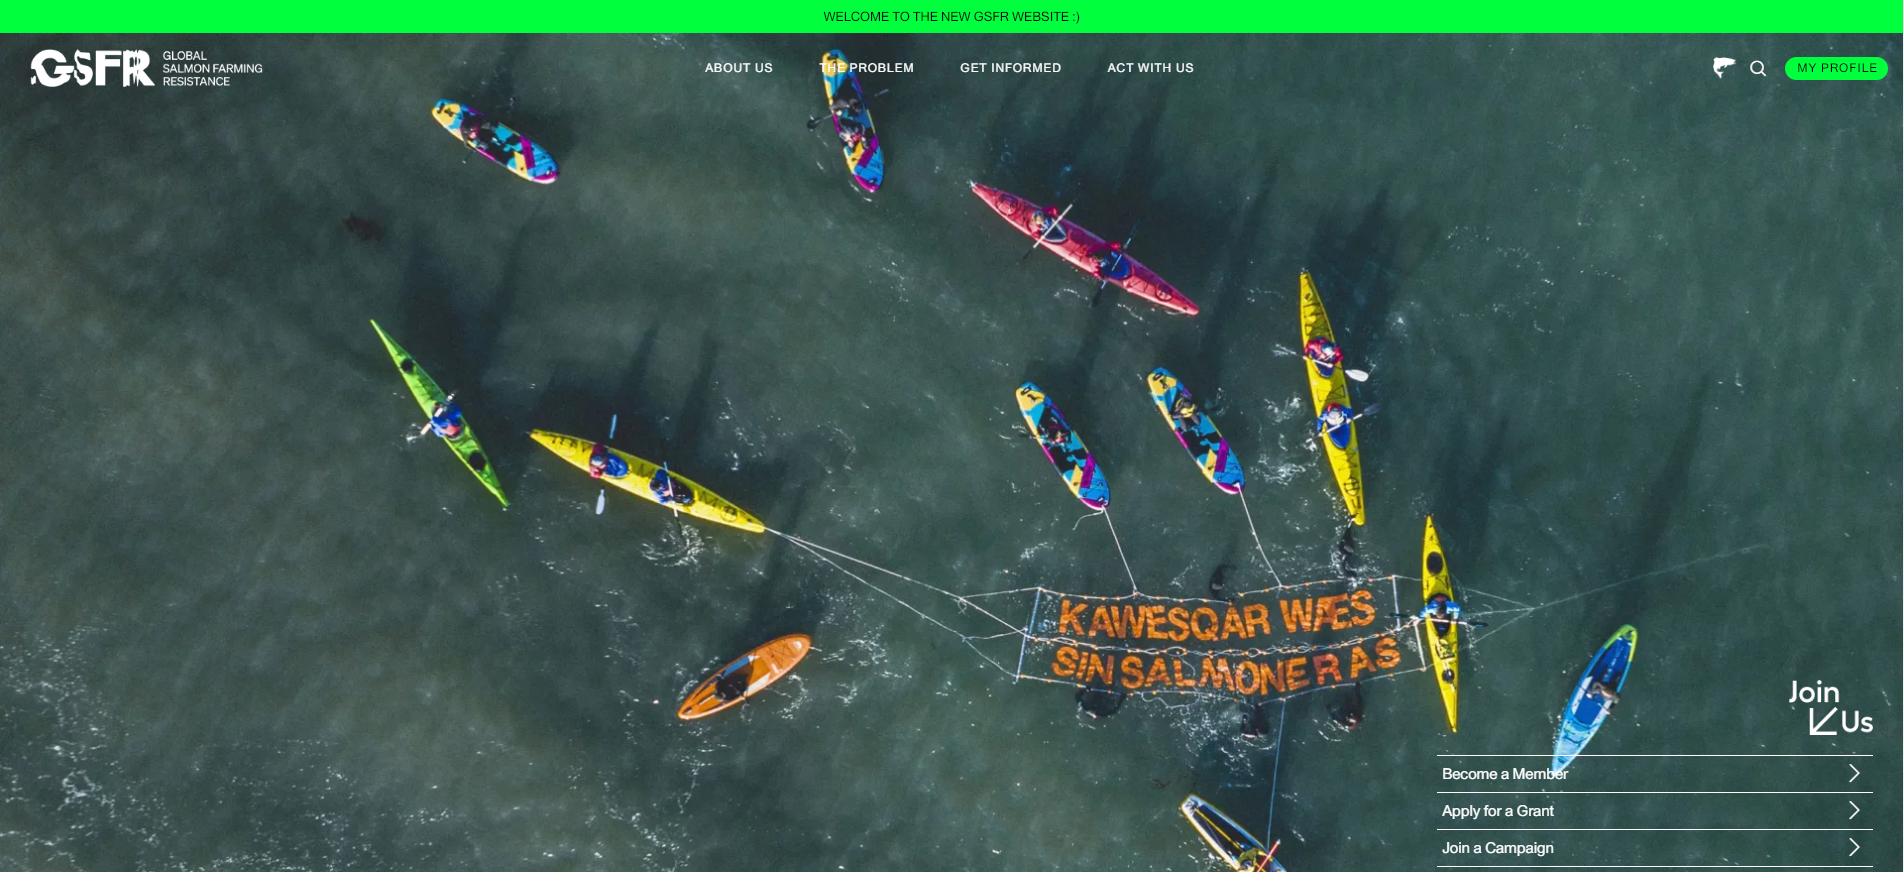 WELCOME TO THE NEW GSFR WEBSITE :)
GSFR
GLOBAL
SALMON FARMING
RESISTANCE
ABOUT US
THE PROBLEM
GET INFORMED
ACT WITH US
MY PROFILE
KAWESQAR WÆS
SIN SALMONERAS
Join
Us
Become a Member
Apply for a Grant
Join a Campaign